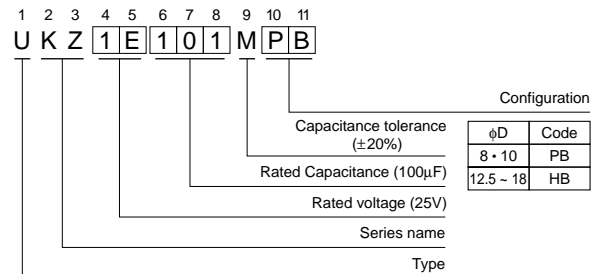 1 2 3 4 5 6 7 8 9 10 11
U K Z 1 E 1 0 1 M P B
Configuration
Capacitance tolerance
(±20%)
Rated Capacitance (100μF)
Rated voltage (25V)
Series name
Type
ϕD Code
8 • 10 PB
12.5 ~ 18 HB